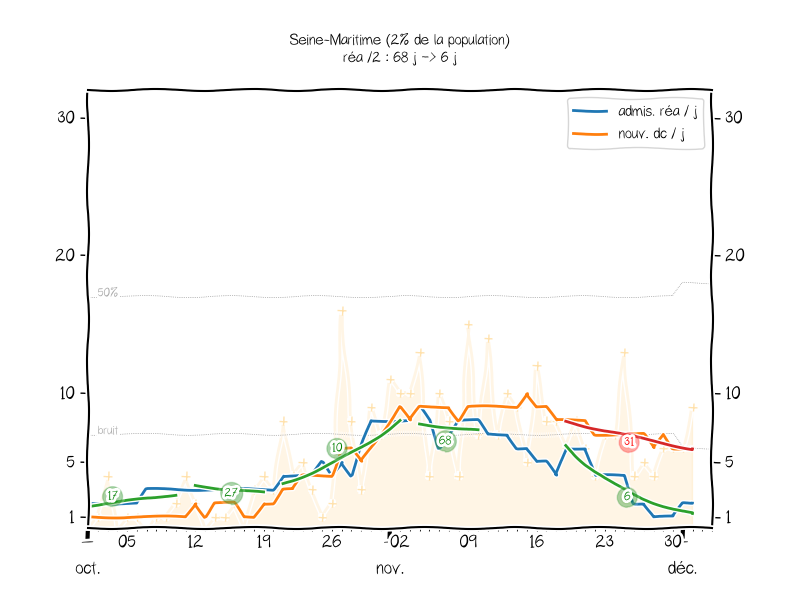 Seine-Maritime (2% de la population)
réa /2 : 68 j -> 6 j
admis. réa / j
nouv. dc / j
30 30
20 20
50%
10 10
bruit
5 5
1 1
17 27 10 68 31 6
05 12 19 26 02 09 16 23 30
oct. nov. déc.